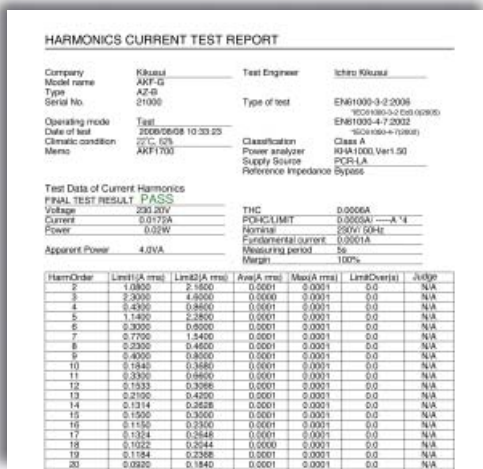 HARMONICS CURRENT TEST REPORT
Company Kikusui Test Engineer Ichiro Kikusui
Model name AKF-G
Type AZ-B
Serial No. 21000 Type of test EN61000-3-2:2006
Operating mode Test EN61000-4-7:2002
Date of test 2008/08/08 10:33:23
Climatic condition 22°C, 52% Classification Class A
Memo AKF1700 Power analyzer KHA1000, Ver1.50
Supply Source PCR-LA
Reference Impedance Bypass
Test Data of Current Harmonics
FINAL TEST RESULT PASS
Voltage 230.20V THC 0.0006A
Current 0.0172A POHC/LIMIT
Power 0.02W Nominal 230V/ 50Hz
Fundamental current 0.0001A
Apparent Power 4.0VA Measuring period 5s
Margin 100%
HarmOrder Limit1(A rms) Limit2(A rms) Ave(A rms) Max(A rms) LimitOver(s) Judge
2 1.0800 2.1600 0.0001 0.0001 0.0 N/A
3 2.3000 4.6000 0.0000 0.0001 0.0 N/A
4 0.4300 0.8600 0.0001 0.0001 0.0 N/A
5 1.1400 2.2800 0.0001 0.0001 0.0 N/A
6 0.3000 0.6000 0.0001 0.0001 0.0 N/A
7 0.7700 1.5400 0.0001 0.0001 0.0 N/A
8 0.2300 0.4600 0.0001 0.0001 0.0 N/A
9 0.4000 0.8000 0.0001 0.0001 0.0 N/A
10 0.1840 0.3680 0.0001 0.0001 0.0 N/A
11 0.3300 0.6600 0.0001 0.0001 0.0 N/A
12 0.1533 0.3066 0.0001 0.0001 0.0 N/A
13 0.2100 0.4200 0.0001 0.0001 0.0 N/A
14 0.1314 0.2628 0.0001 0.0001 0.0 N/A
15 0.1500 0.3000 0.0001 0.0001 0.0 N/A
16 0.1150 0.2300 0.0001 0.0001 0.0 N/A
17 0.1324 0.2648 0.0001 0.0001 0.0 N/A
18 0.1022 0.2044 0.0000 0.0001 0.0 N/A
19 0.1184 0.2368 0.0001 0.0001 0.0 N/A
20 0.0920 0.1840 0.0001 0.0001 0.0 N/A